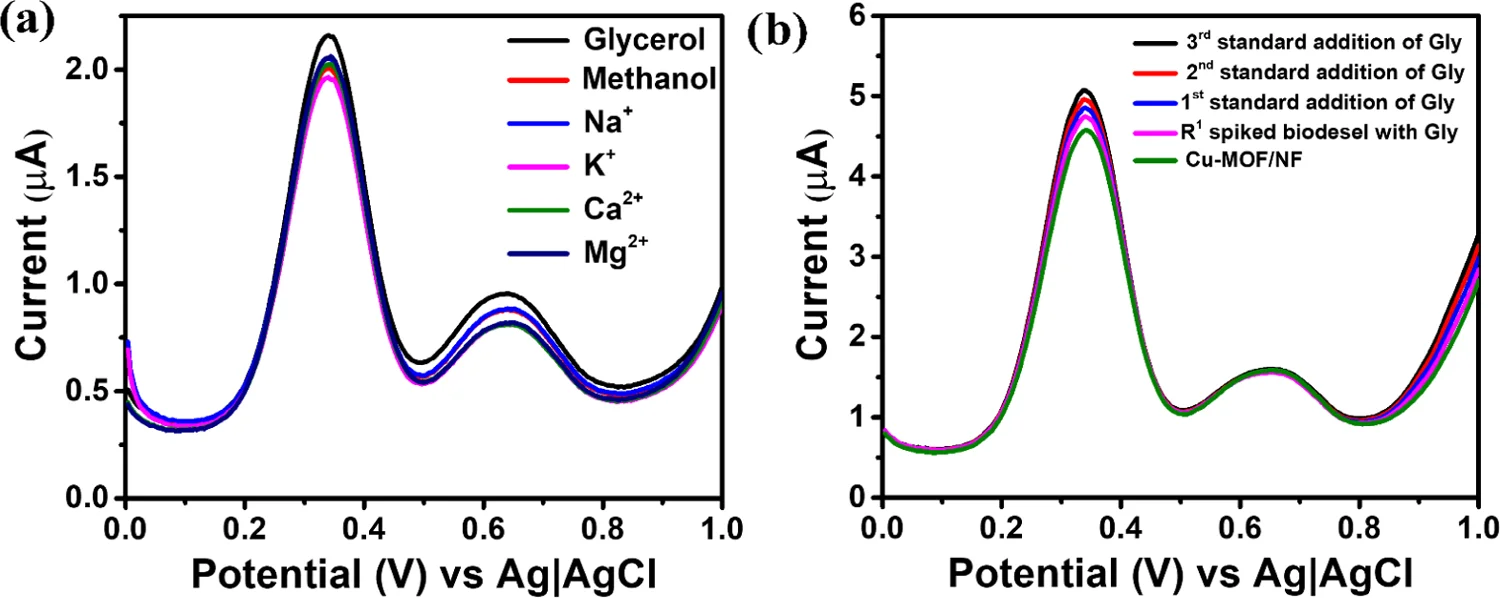 (a)
Glycerol
Methanol
Na+
K+
Ca2+
Mg2+
2.0
1.5
1.0
0.5
0.0
Current (μA)
0.0 0.2 0.4 0.6 0.8 1.0
Potential (V) vs Ag|AgCl
(b)
3rd standard addition of Gly
2nd standard addition of Gly
1st standard addition of Gly
R1 spiked biodesel with Gly
Cu-MOF/NF
6
5
4
3
2
1
0
Current (μA)
0.0 0.2 0.4 0.6 0.8 1.0
Potential (V) vs Ag|AgCl